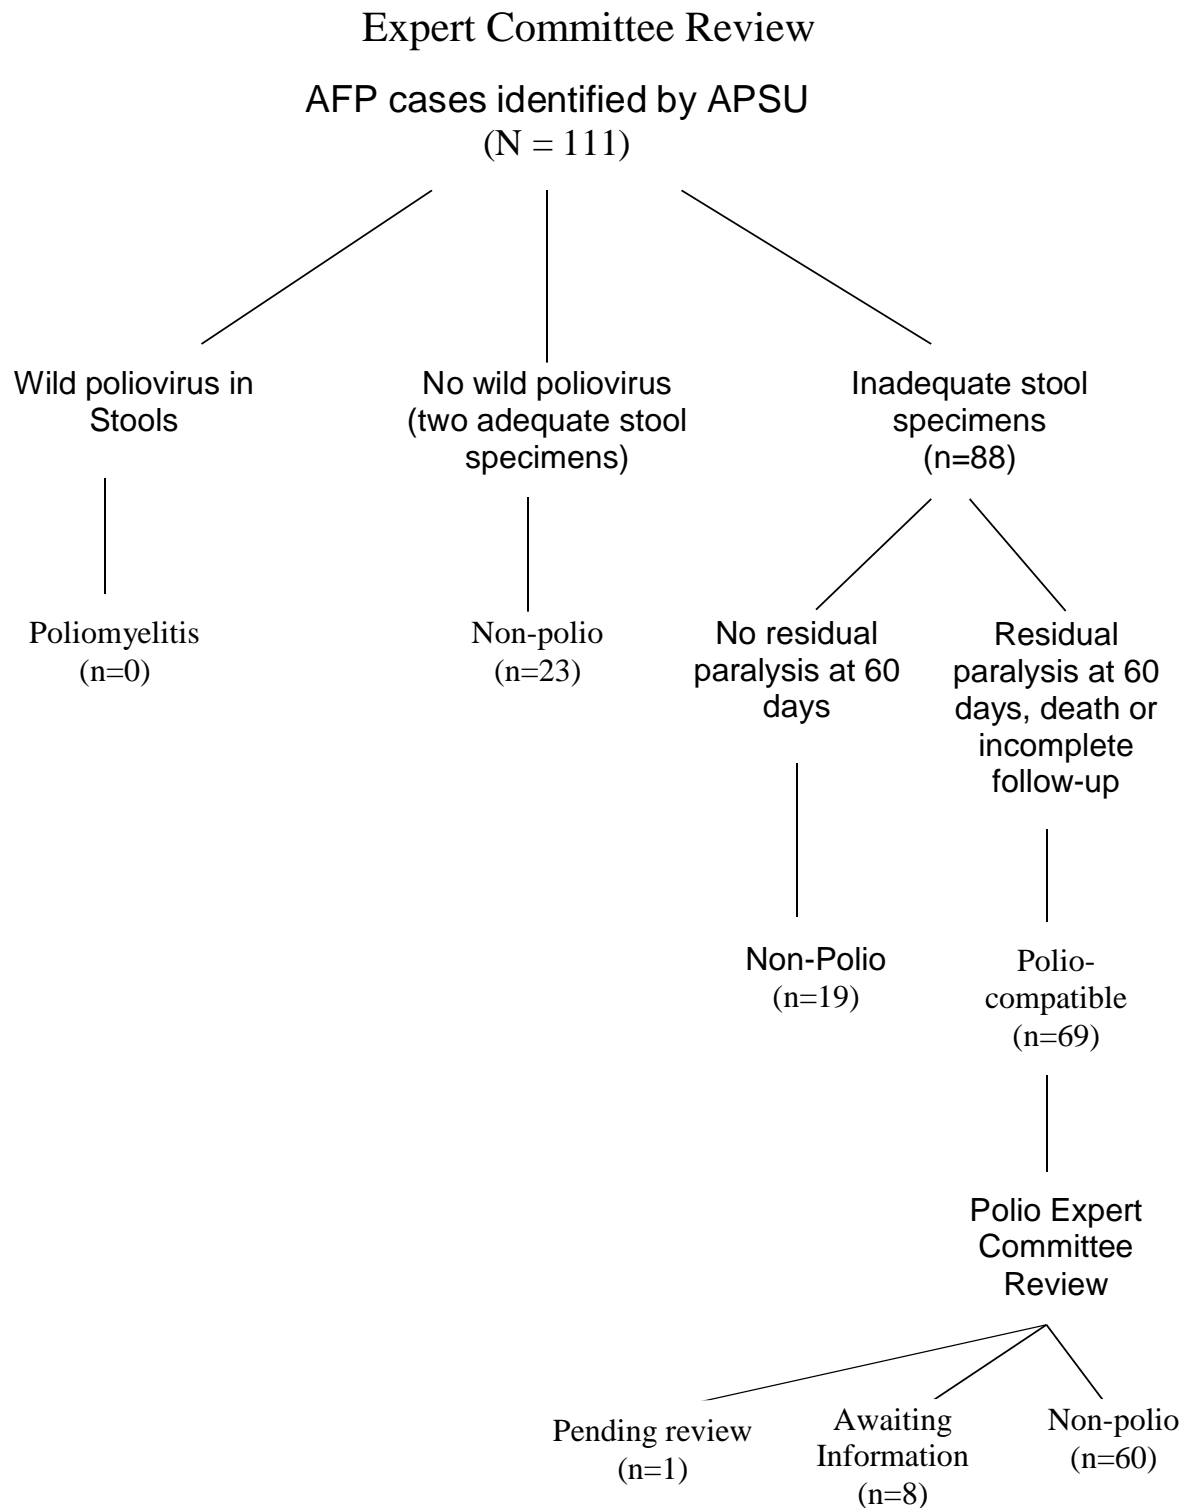 Expert Committee Review
AFP cases identified by APSU
(N = 111)
Wild poliovirus in
Stools
No wild poliovirus
(two adequate stool
specimens)
Inadequate stool
specimens
(n=88)
Poliomyelitis
(n=0)
Non-polio
(n=23)
No residual
paralysis at 60
days
Residual
paralysis at 60
days, death or
incomplete
follow-up
Non-Polio
(n=19)
Polio-
compatible
(n=69)
Polio Expert
Committee
Review
Pending review
(n=1)
Awaiting
Information
(n=8)
Non-polio
(n=60)